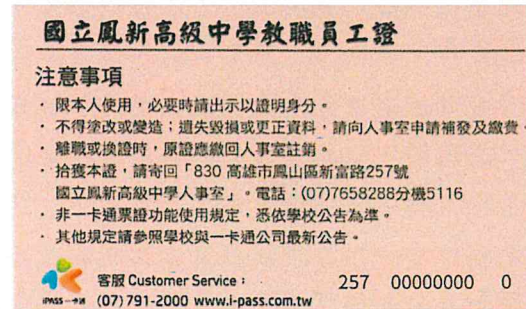 國立鳳新高級中學教職員工證
注意事項
· 限本人使用，必要時請出示以證明身分。
· 不得塗改或變造；遺失毀損或更正資料，請向人事室申請補發及繳費。
· 離職或換證時，原證應繳回人事室註銷。
· 拾獲本證，請寄回「830 高雄市鳳山區新富路257號
國立鳳新高級中學人事室」。電話：(07)7658288分機5116
· 非一卡通票證功能使用規定，悉依學校公告為準。
· 其他規定請參照學校與一卡通公司最新公告。
客服 Customer Service： 257 00000000 0
iPASS 一卡通 (07) 791-2000 www.i-pass.com.tw